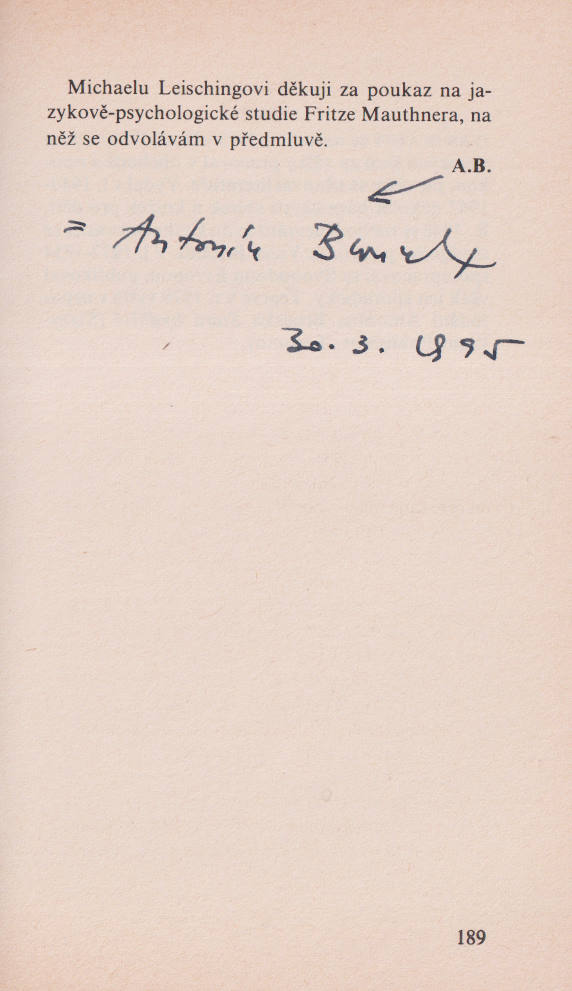 Michaelu Leischingovi děkuji za poukaz na ja-
zykově-psychologické studie Fritze Mauthnera, na
něž se odvolávám v předmluvě.
A.B.
= Antonín
30. 3. 1995
189